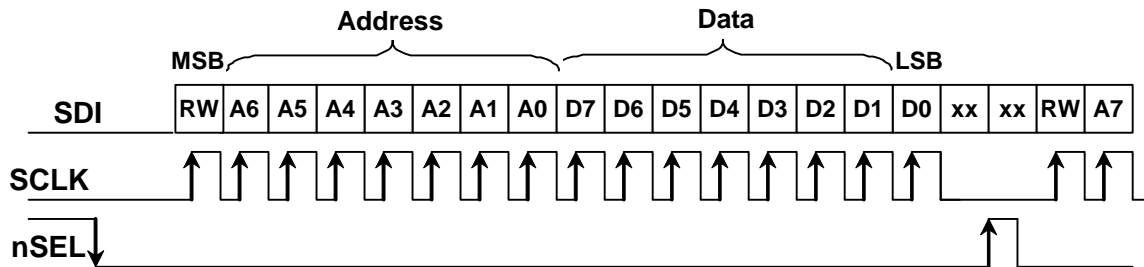 Address Data
MSB LSB
SDI RW A6 A5 A4 A3 A2 A1 A0 D7 D6 D5 D4 D3 D2 D1 D0 xx xx RW A7
SCLK
nSEL